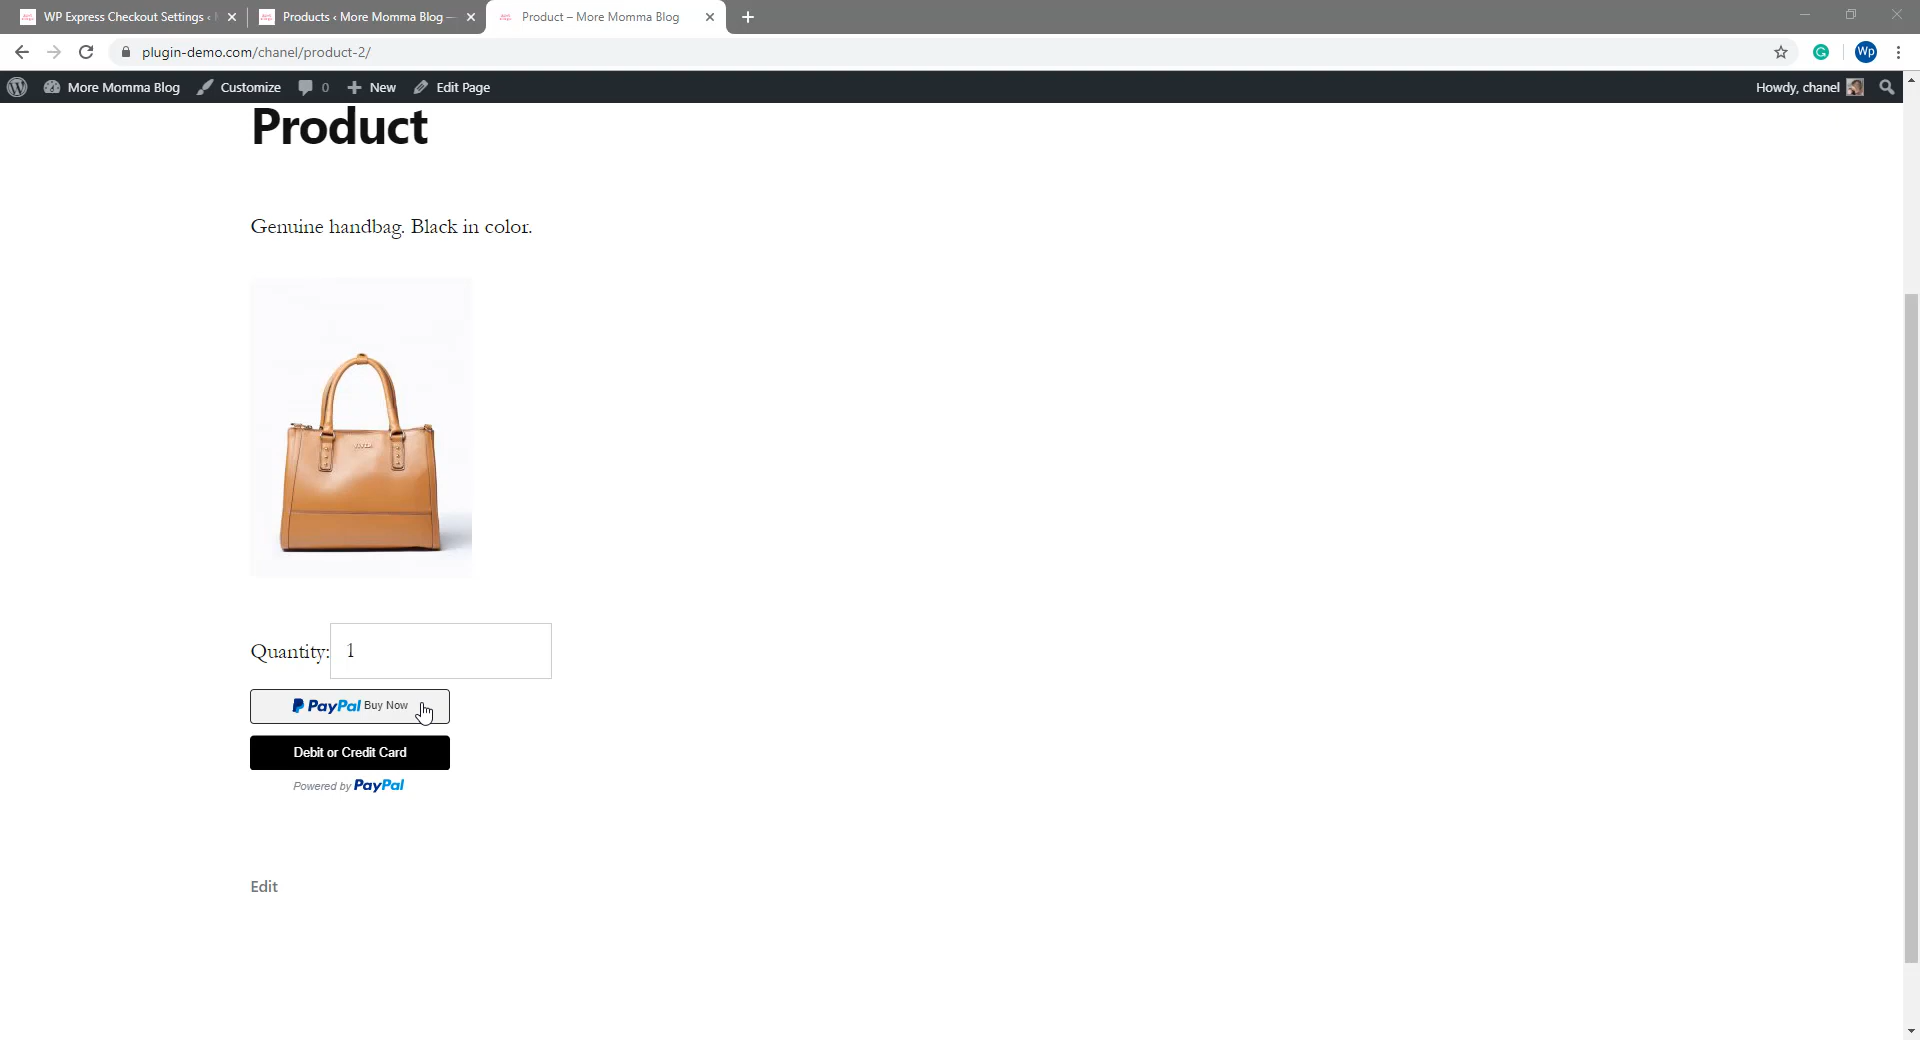 WP Express Checkout Settings ‹
Products ‹ More Momma Blog —
Product – More Momma Blog
plugin-demo.com/chanel/product-2/
Wp
More Momma Blog
Customize
0
New
Edit Page
Howdy, chanel
Product
Genuine handbag. Black in color.
Quantity: 1
PayPal Buy Now
Debit or Credit Card
Powered by PayPal
Edit